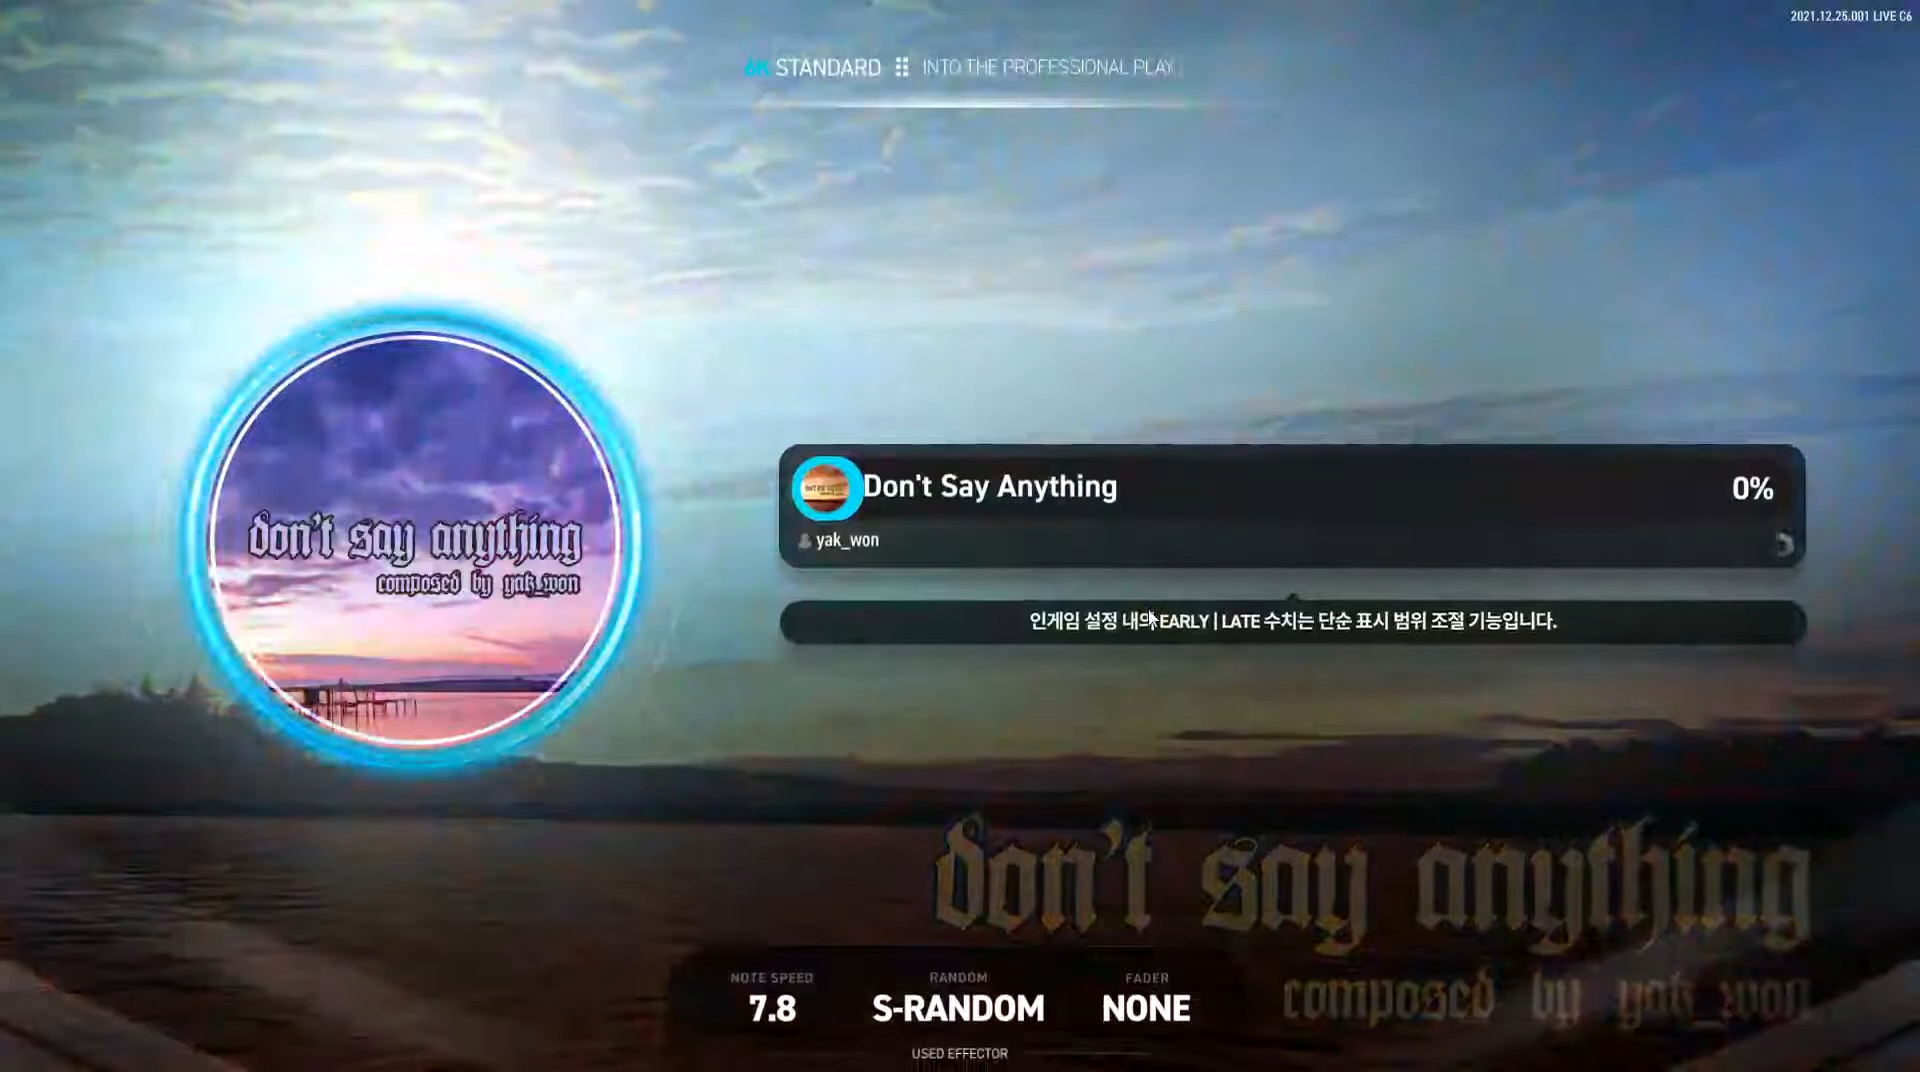 2021.12.25.001 LIVE C6
6K STANDARD INTO THE PROFESSIONAL PLAY
don't say anything
composed by yak_won
Don't Say Anything
0%
yak_won
인게임 설정 내의 EARLY | LATE 수치는 단순 표시 범위 조절 기능입니다.
don't say anything
composed by yak_won
NOTE SPEED
7.8
RANDOM
S-RANDOM
FADER
NONE
USED EFFECTOR